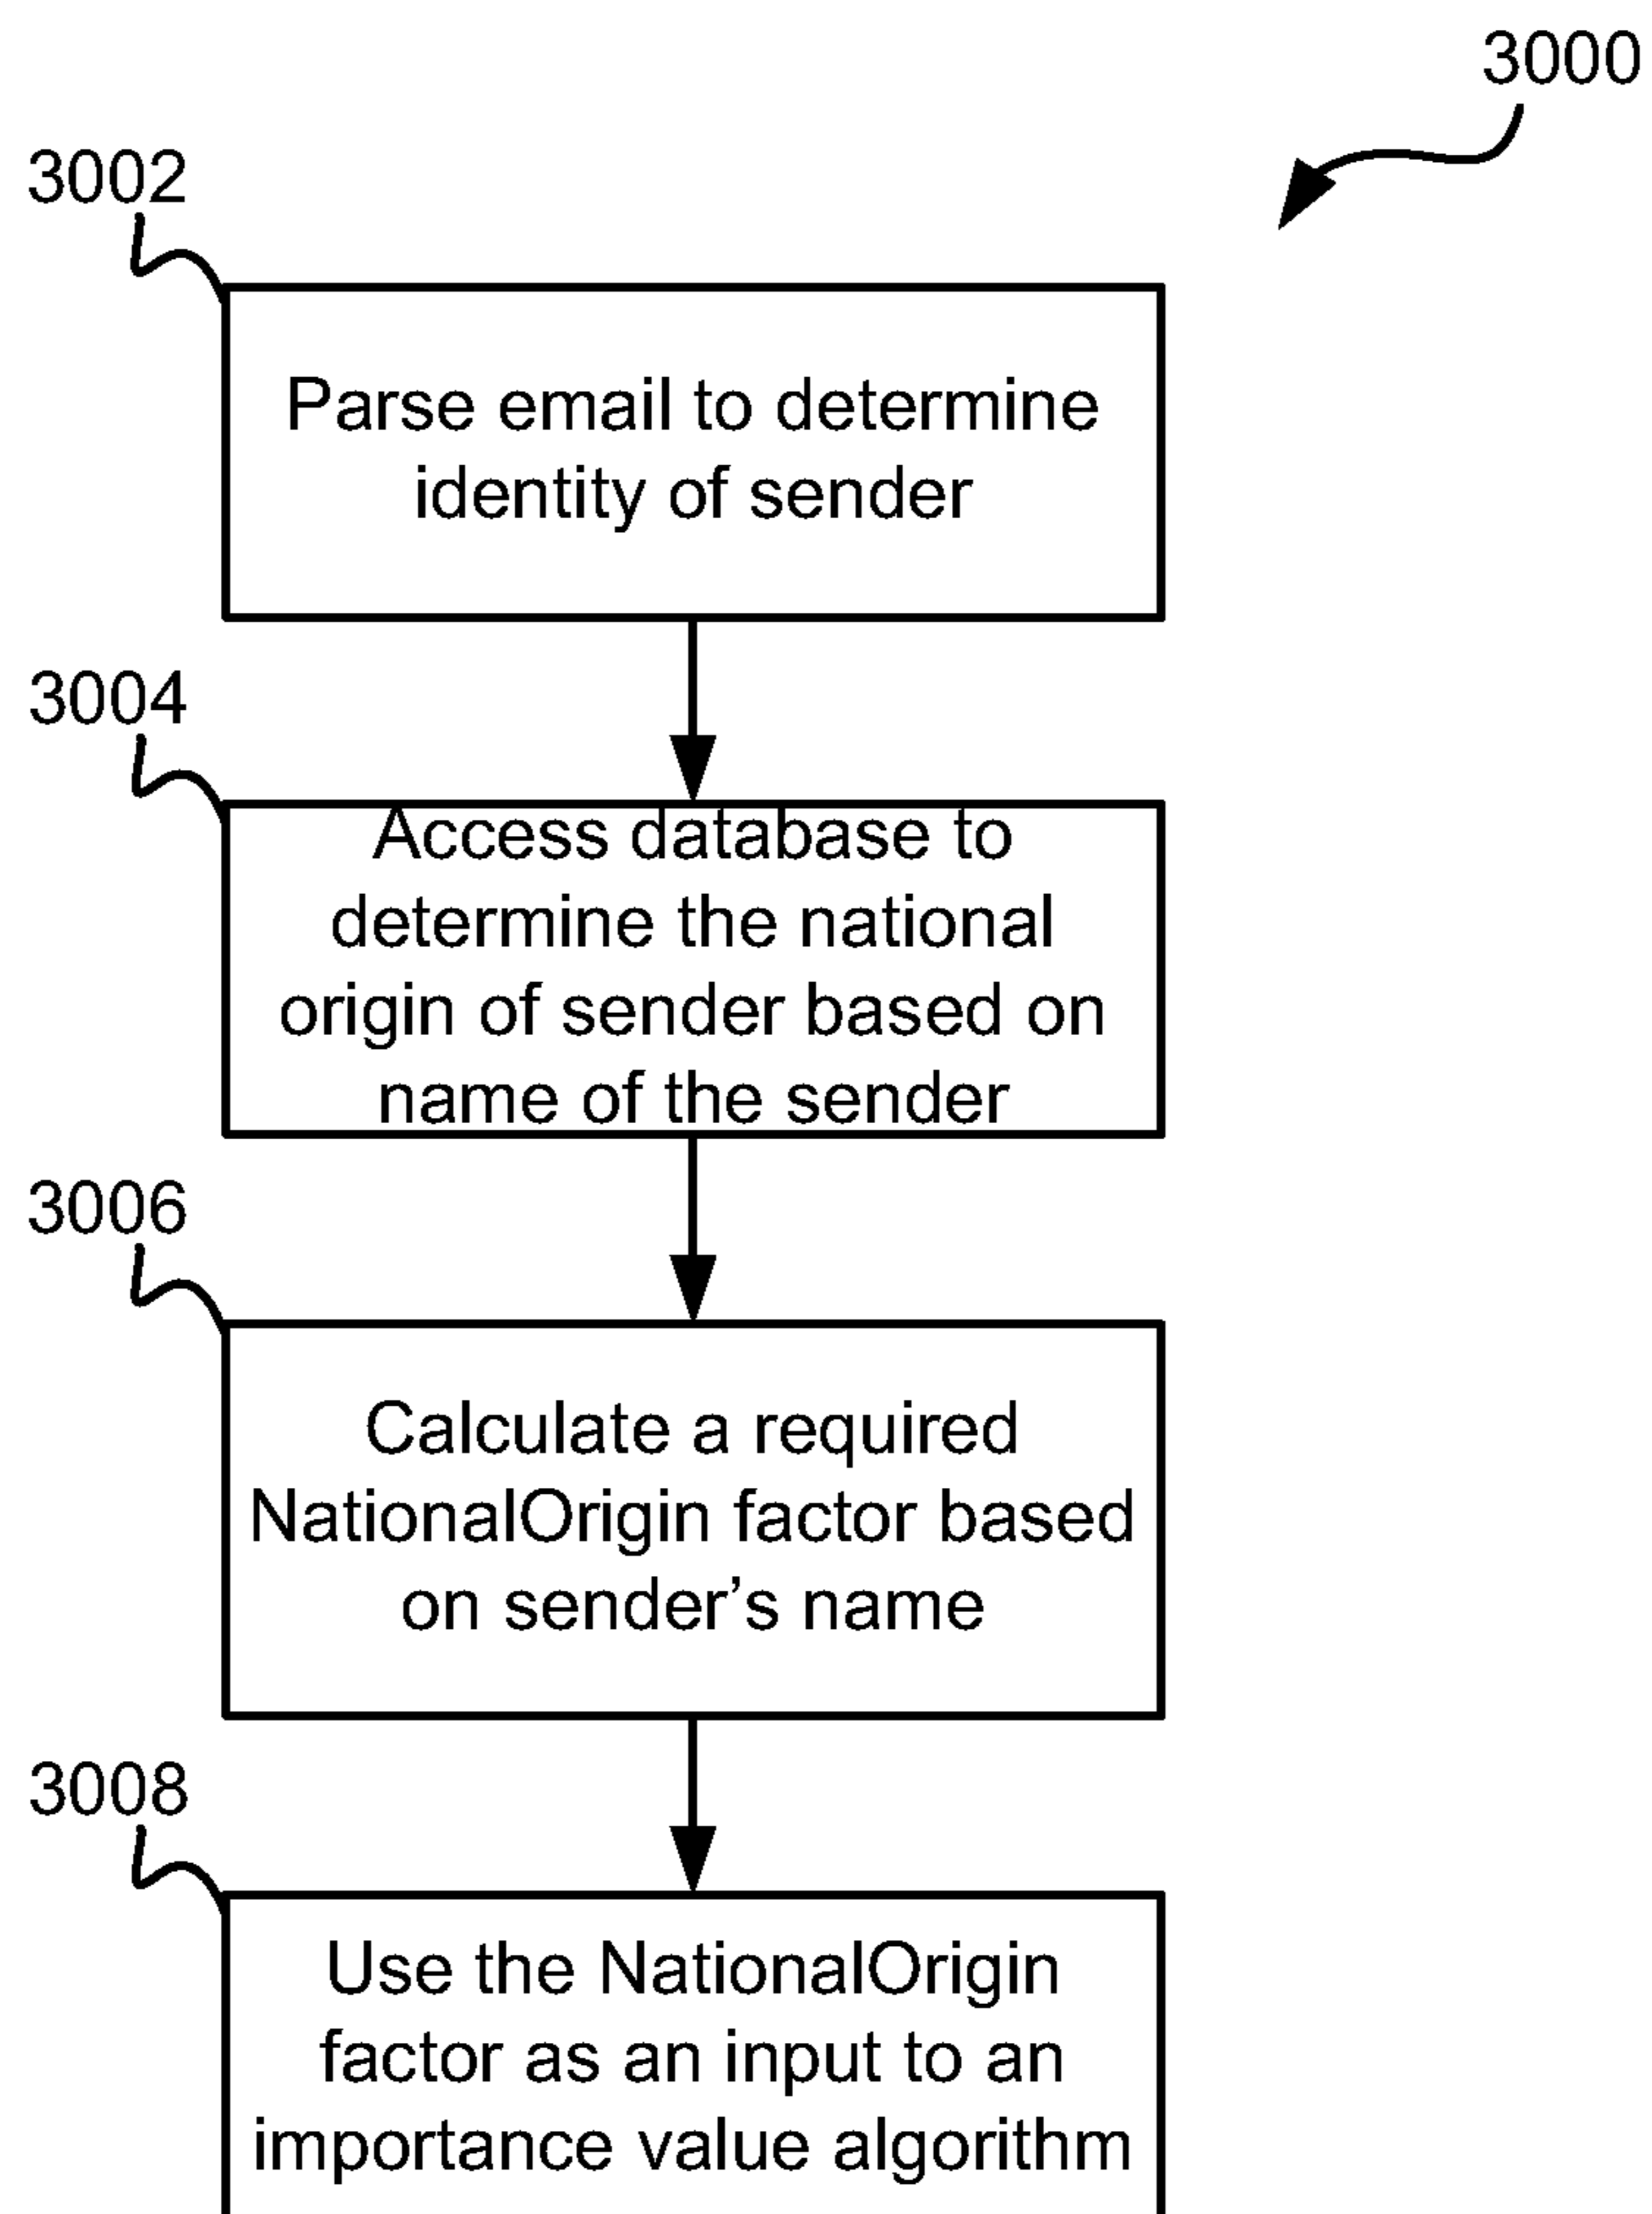 3000
3002
Parse email to determine
identity of sender
3004
Access database to
determine the national
origin of sender based on
name of the sender
3006
Calculate a required
NationalOrigin factor based
on sender’s name
3008
Use the NationalOrigin
factor as an input to an
importance value algorithm